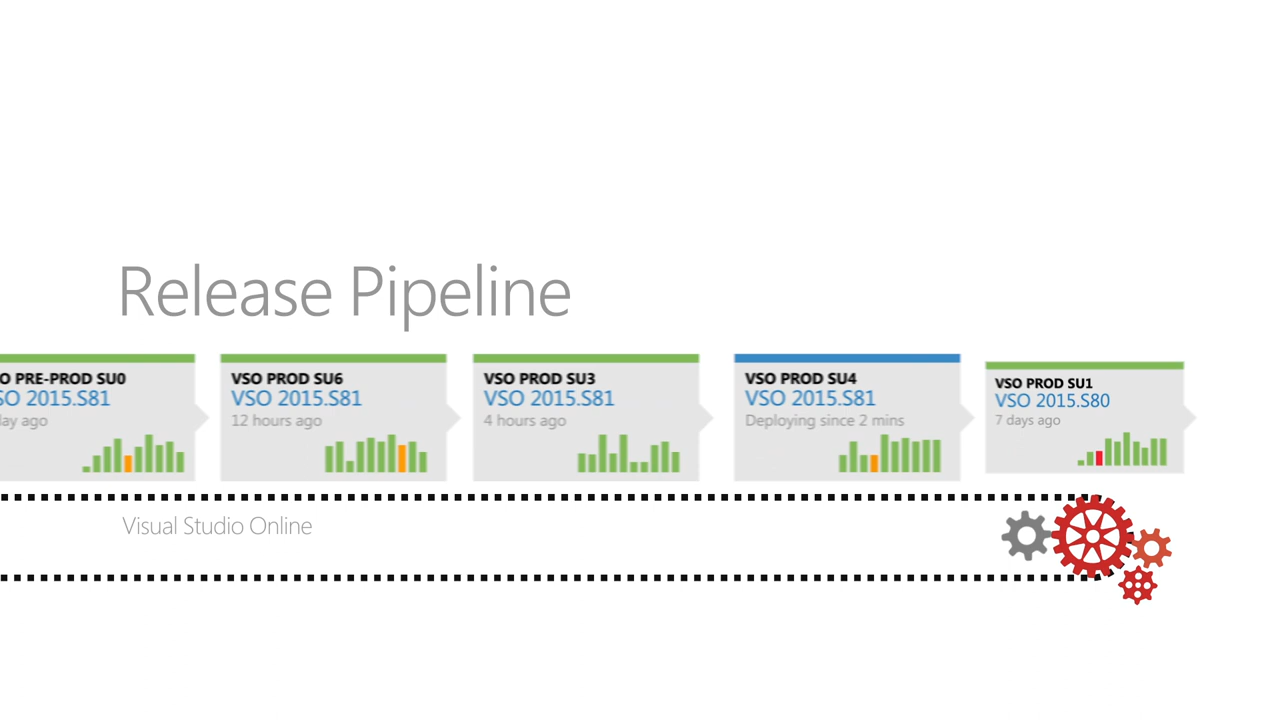 Release Pipeline
O PRE-PROD SU0
SO 2015.S81
ay ago
VSO PROD SU6
VSO 2015.S81
12 hours ago
VSO PROD SU3
VSO 2015.S81
4 hours ago
VSO PROD SU4
VSO 2015.S81
Deploying since 2 mins
VSO PROD SU1
VSO 2015.S80
7 days ago
Visual Studio Online